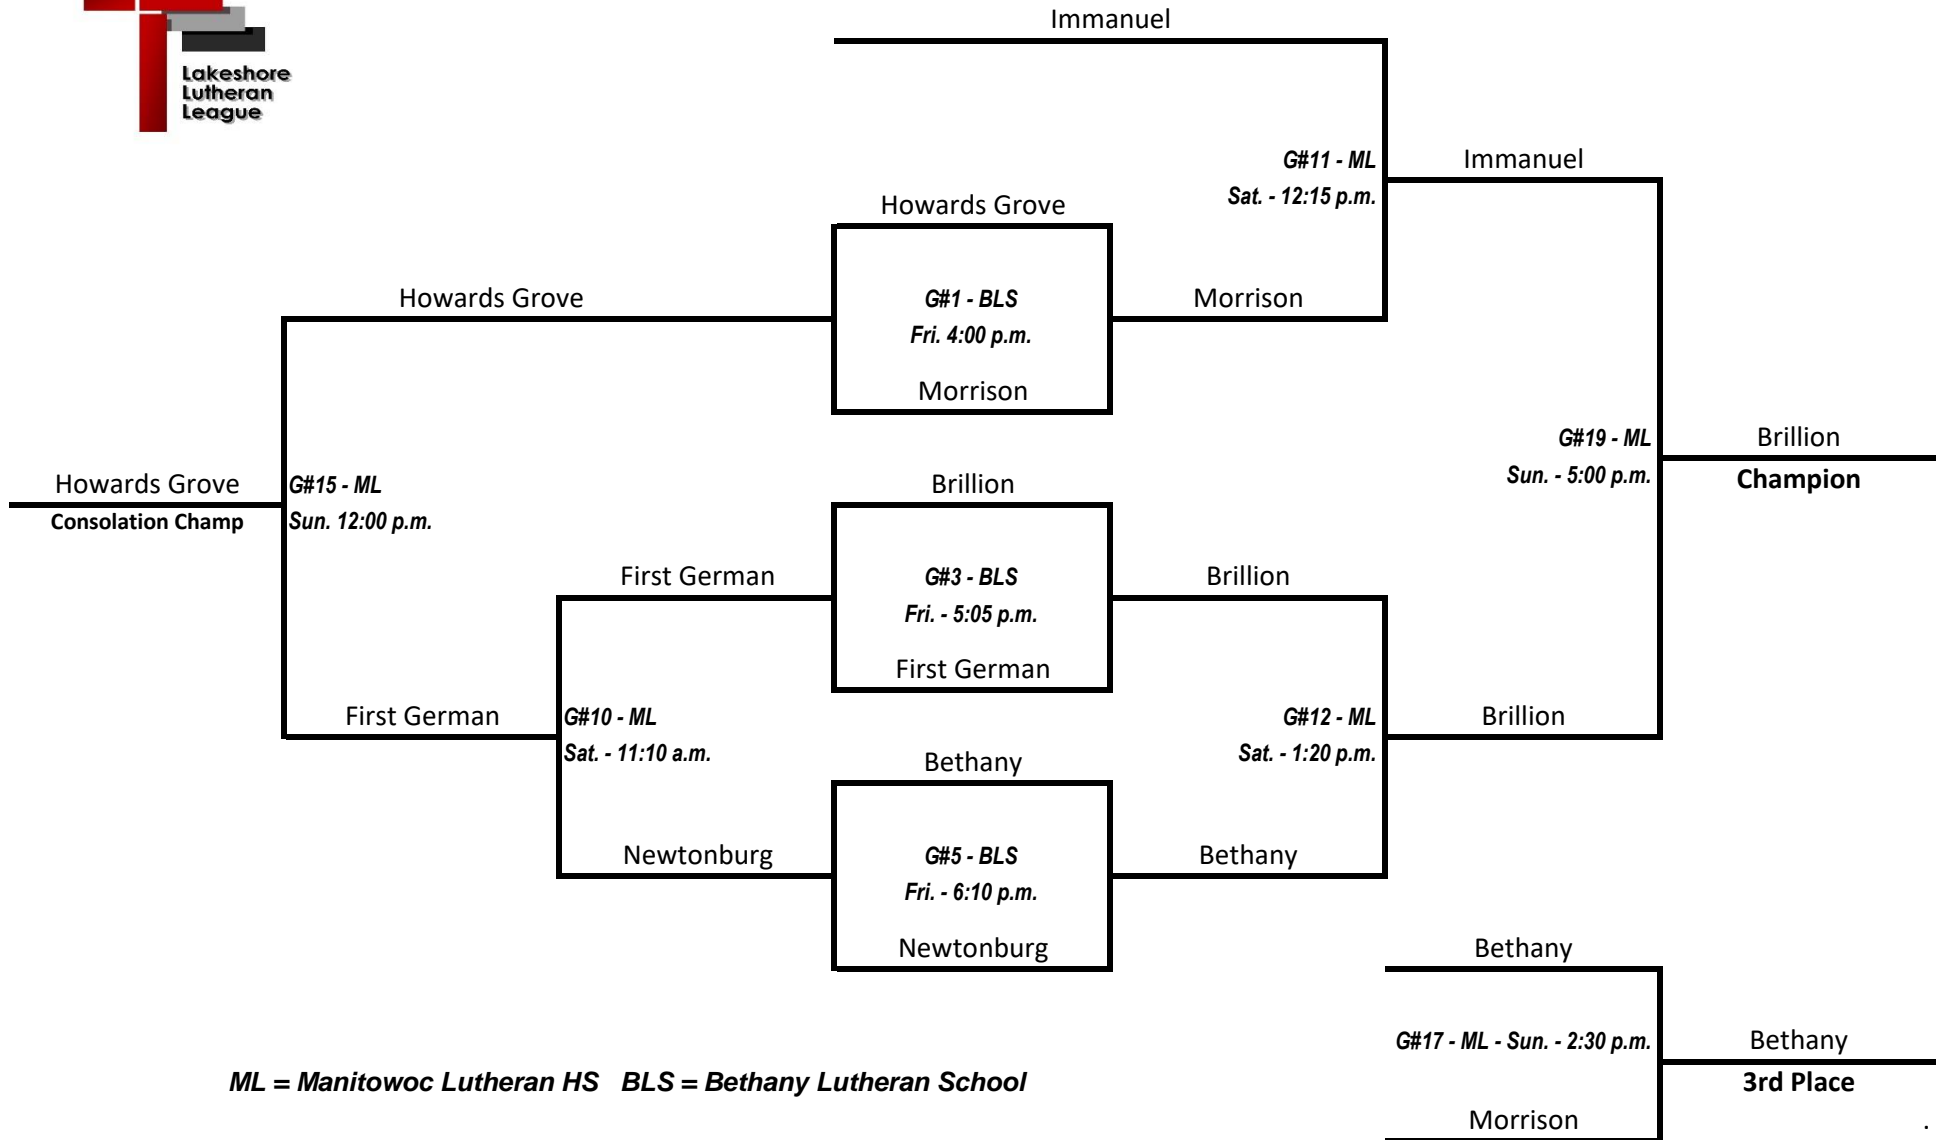 Lakeshore
Lutheran
League
Immanuel
G#11 - ML
Sat. - 12:15 p.m.
Immanuel
Howards Grove
Howards Grove
G#1 - BLS
Fri. 4:00 p.m.
Morrison
Morrison
G#19 - ML
Sun. - 5:00 p.m.
Brillion
Champion
Howards Grove
Consolation Champ
G#15 - ML
Sun. 12:00 p.m.
Brillion
First German
G#3 - BLS
Fri. - 5:05 p.m.
Brillion
First German
First German
G#10 - ML
Sat. - 11:10 a.m.
G#12 - ML
Sat. - 1:20 p.m.
Brillion
Bethany
Newtonburg
G#5 - BLS
Fri. - 6:10 p.m.
Bethany
Newtonburg
Bethany
G#17 - ML - Sun. - 2:30 p.m.
Bethany
3rd Place
ML = Manitowoc Lutheran HS BLS = Bethany Lutheran School
Morrison
.